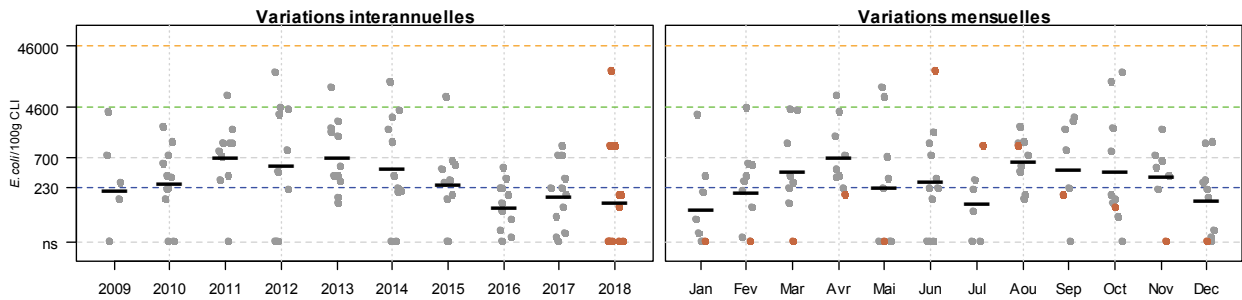 Variations interannuelles
Variations mensuelles
E.coli/100g CLI
46000
4600
700
230
ns
2009 2010 2011 2012 2013 2014 2015 2016 2017 2018
Jan Fev Mar Avr Mai Jun Jul Aou Sep Oct Nov Dec